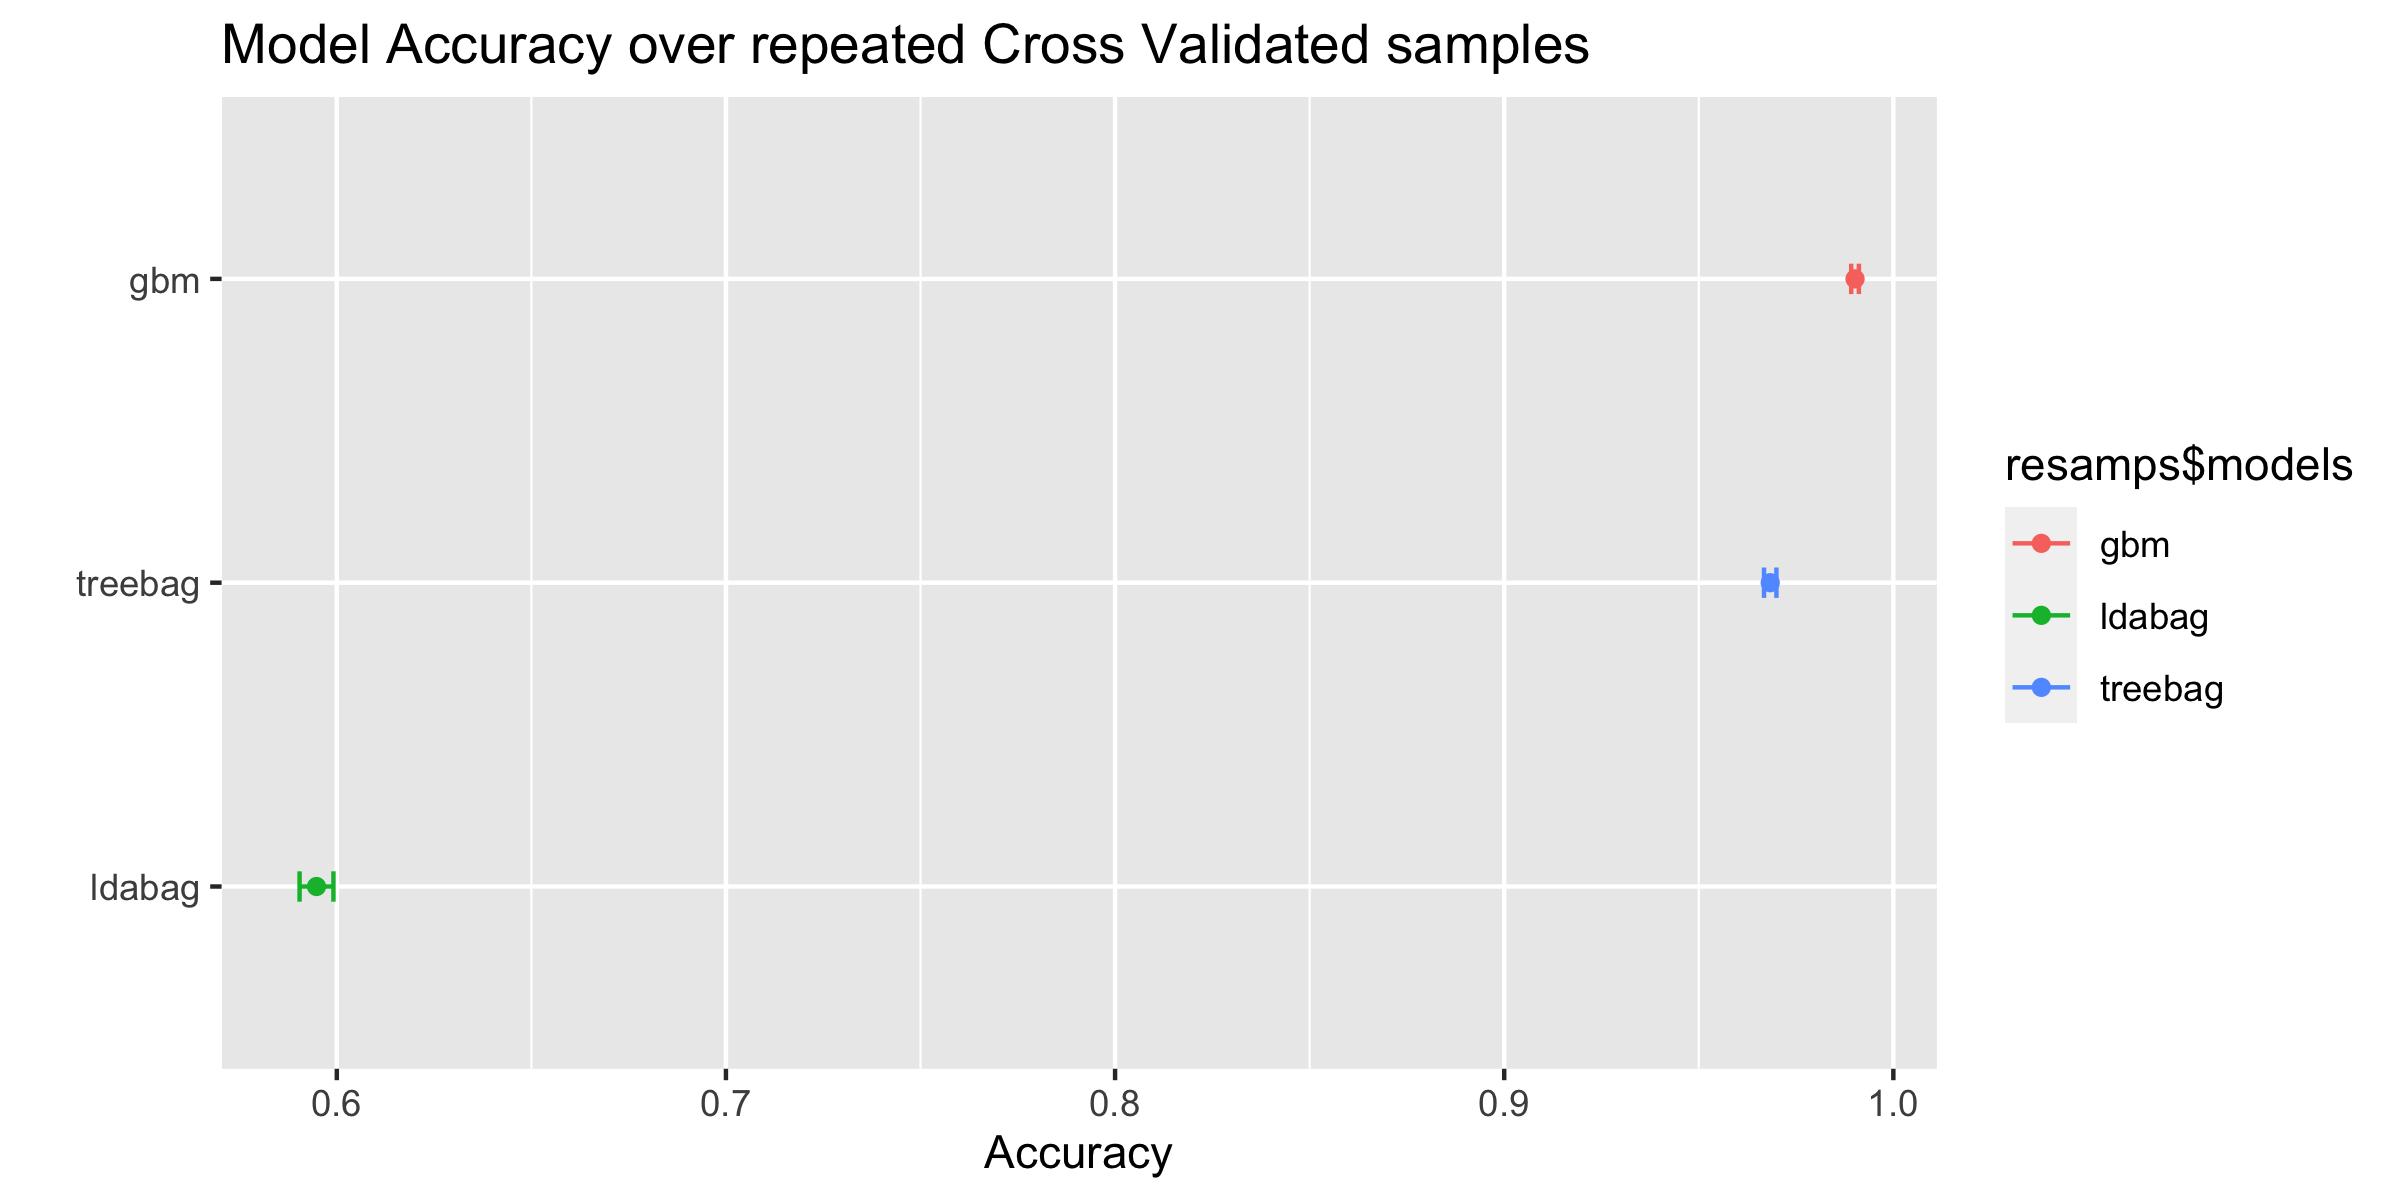 Model Accuracy over repeated Cross Validated samples
gbm
treebag
ldabag
0.6 0.7 0.8 0.9 1.0
Accuracy
resamps$models
gbm
ldabag
treebag